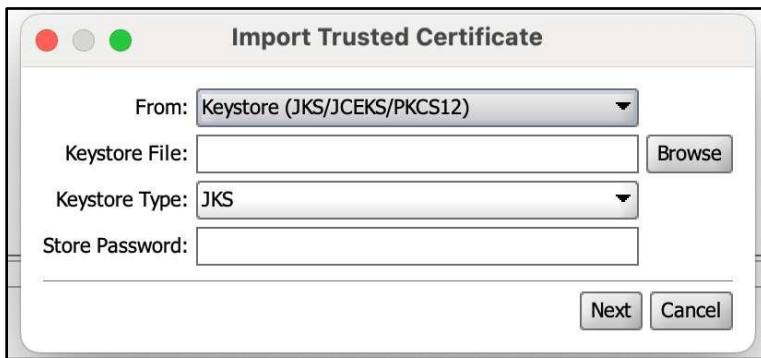 Import Trusted Certificate
From: Keystore (JKS/JCEKS/PKCS12)
Keystore File: Browse
Keystore Type: JKS
Store Password:
Next Cancel